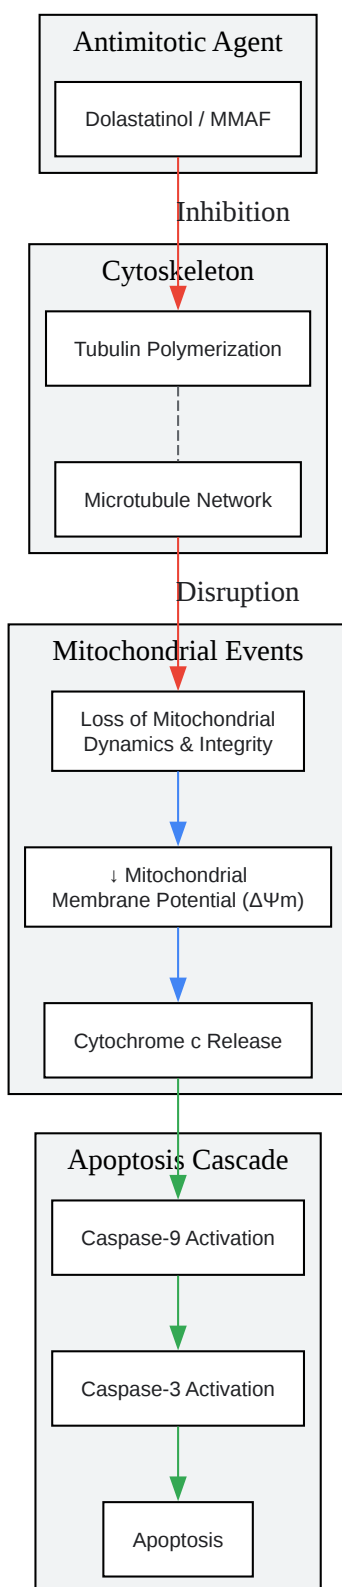 Antimitotic Agent
Dolastatinol / MMAF
Inhibition
Cytoskeleton
Tubulin Polymerization
Microtubule Network
Disruption
Mitochondrial Events
Loss of Mitochondrial
Dynamics & Integrity
↓ Mitochondrial
Membrane Potential (ΔΨm)
Cytochrome c Release
Apoptosis Cascade
Caspase-9 Activation
Caspase-3 Activation
Apoptosis